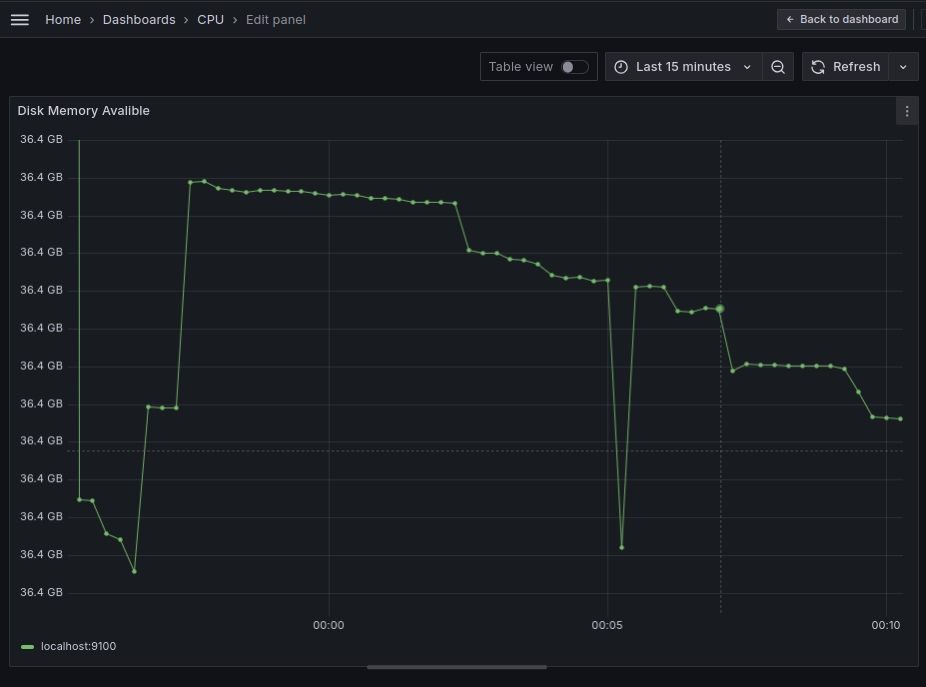 Home > Dashboards > CPU > Edit panel
← Back to dashboard
Table view
Last 15 minutes
Refresh
Disk Memory Avalible
36.4 GB
36.4 GB
36.4 GB
36.4 GB
36.4 GB
36.4 GB
36.4 GB
36.4 GB
36.4 GB
36.4 GB
36.4 GB
36.4 GB
36.4 GB
00:00 00:05 00:10
localhost:9100